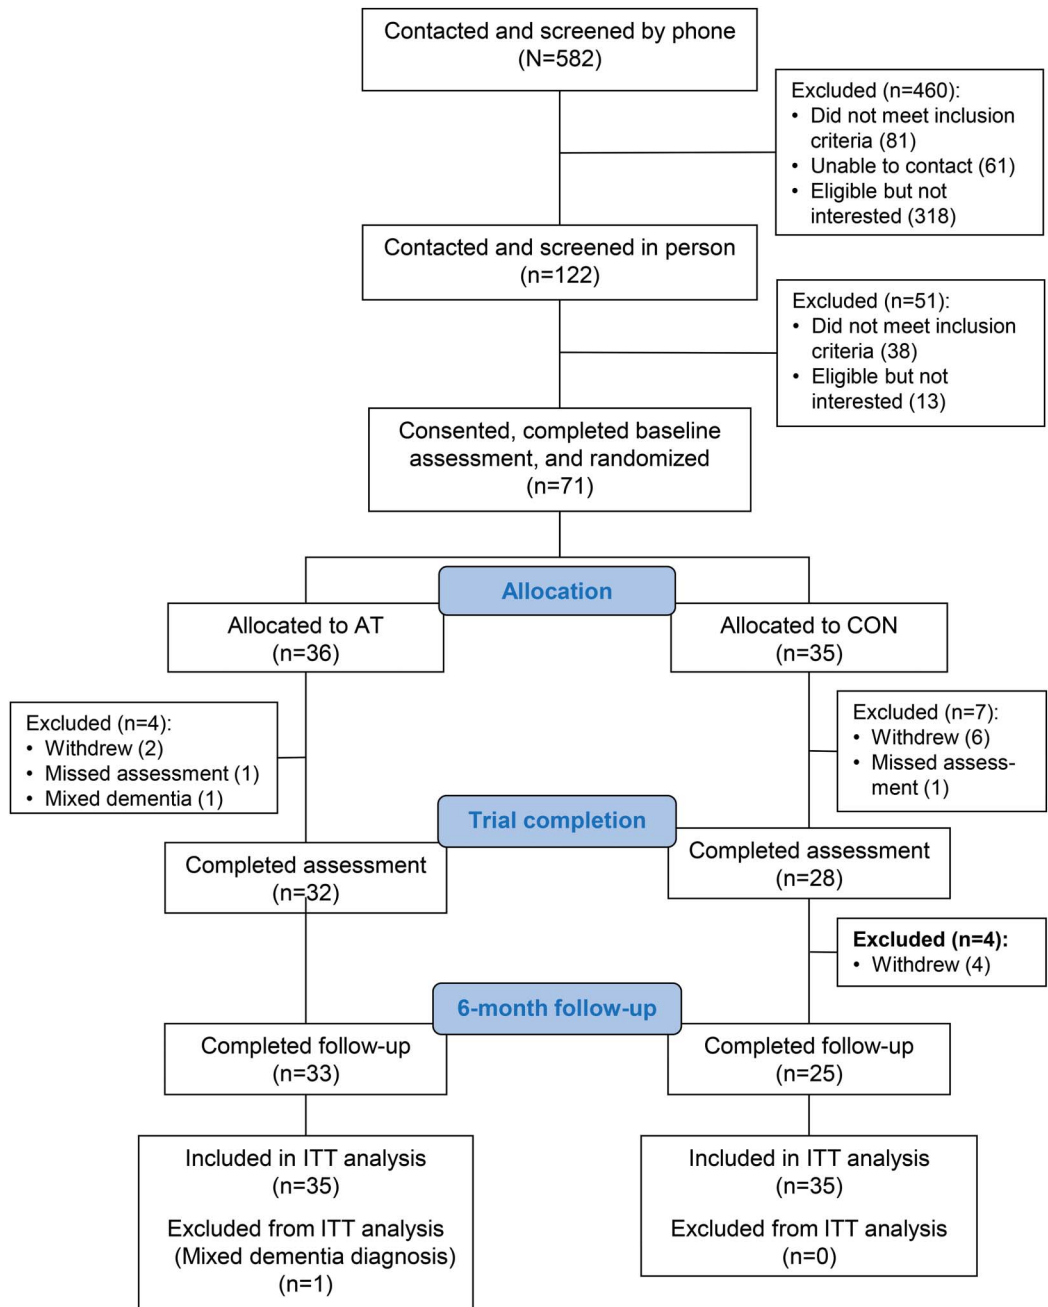 Contacted and screened by phone
(N=582)
Excluded (n=460):
• Did not meet inclusion
criteria (81)
• Unable to contact (61)
• Eligible but not
interested (318)
Contacted and screened in person
(n=122)
Excluded (n=51):
• Did not meet inclusion
criteria (38)
• Eligible but not
interested (13)
Consented, completed baseline
assessment, and randomized
(n=71)
Allocation
Allocated to AT
(n=36)
Allocated to CON
(n=35)
Excluded (n=4):
• Withdrew (2)
• Missed assessment (1)
• Mixed dementia (1)
Excluded (n=7):
• Withdrew (6)
• Missed assess-
ment (1)
Trial completion
Completed assessment
(n=32)
Completed assessment
(n=28)
Excluded (n=4):
• Withdrew (4)
6-month follow-up
Completed follow-up
(n=33)
Completed follow-up
(n=25)
Included in ITT analysis
(n=35)
Excluded from ITT analysis
(Mixed dementia diagnosis)
(n=1)
Included in ITT analysis
(n=35)
Excluded from ITT analysis
(n=0)